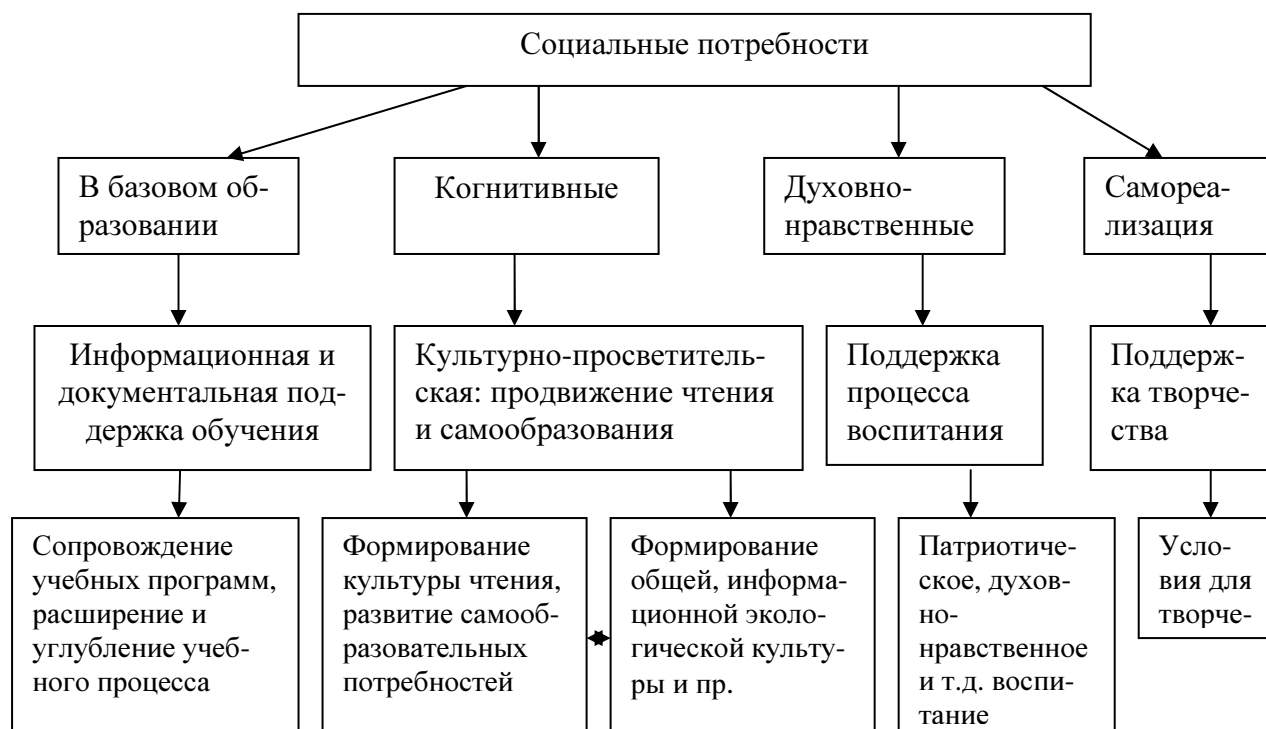 Социальные потребности
В базовом об-
разовании
Когнитивные
Духовно-
нравственные
Самореа-
лизация
Информационная и
документальная под-
держка обучения
Культурно-просветитель-
ская: продвижение чтения
и самообразования
Поддержка
процесса
воспитания
Поддерж-
ка творче-
ства
Сопровождение
учебных программ,
расширение и
углубление учеб-
ного процесса
Формирование
культуры чтения,
развитие самооб-
разовательных
потребностей
Формирование
общей, информа-
ционной эколо-
гической культу-
ры и пр.
Патриотиче-
ское, духов-
но-
нравственное
и т.д. воспи-
тание
Усло-
вия для
творче-